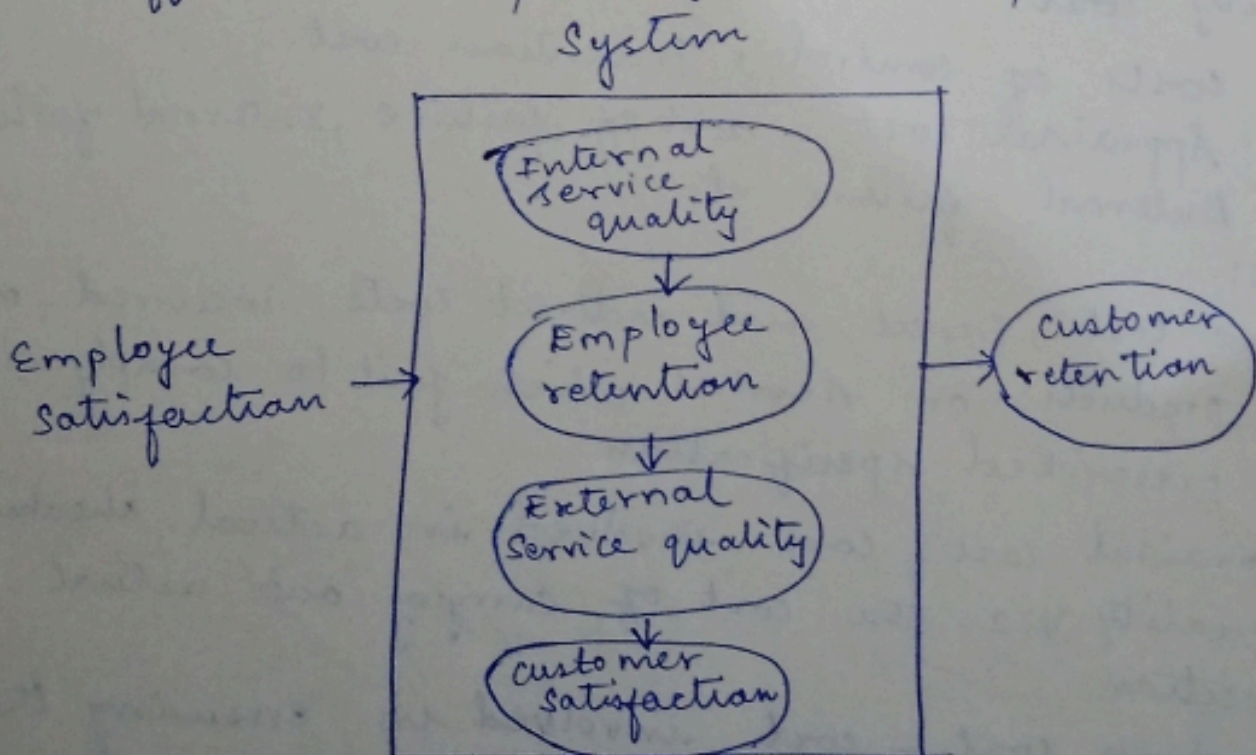 System
Internal
service
quality
Employee
retention
External
service quality
customer
satisfaction
Employee
satisfaction
customer
retention